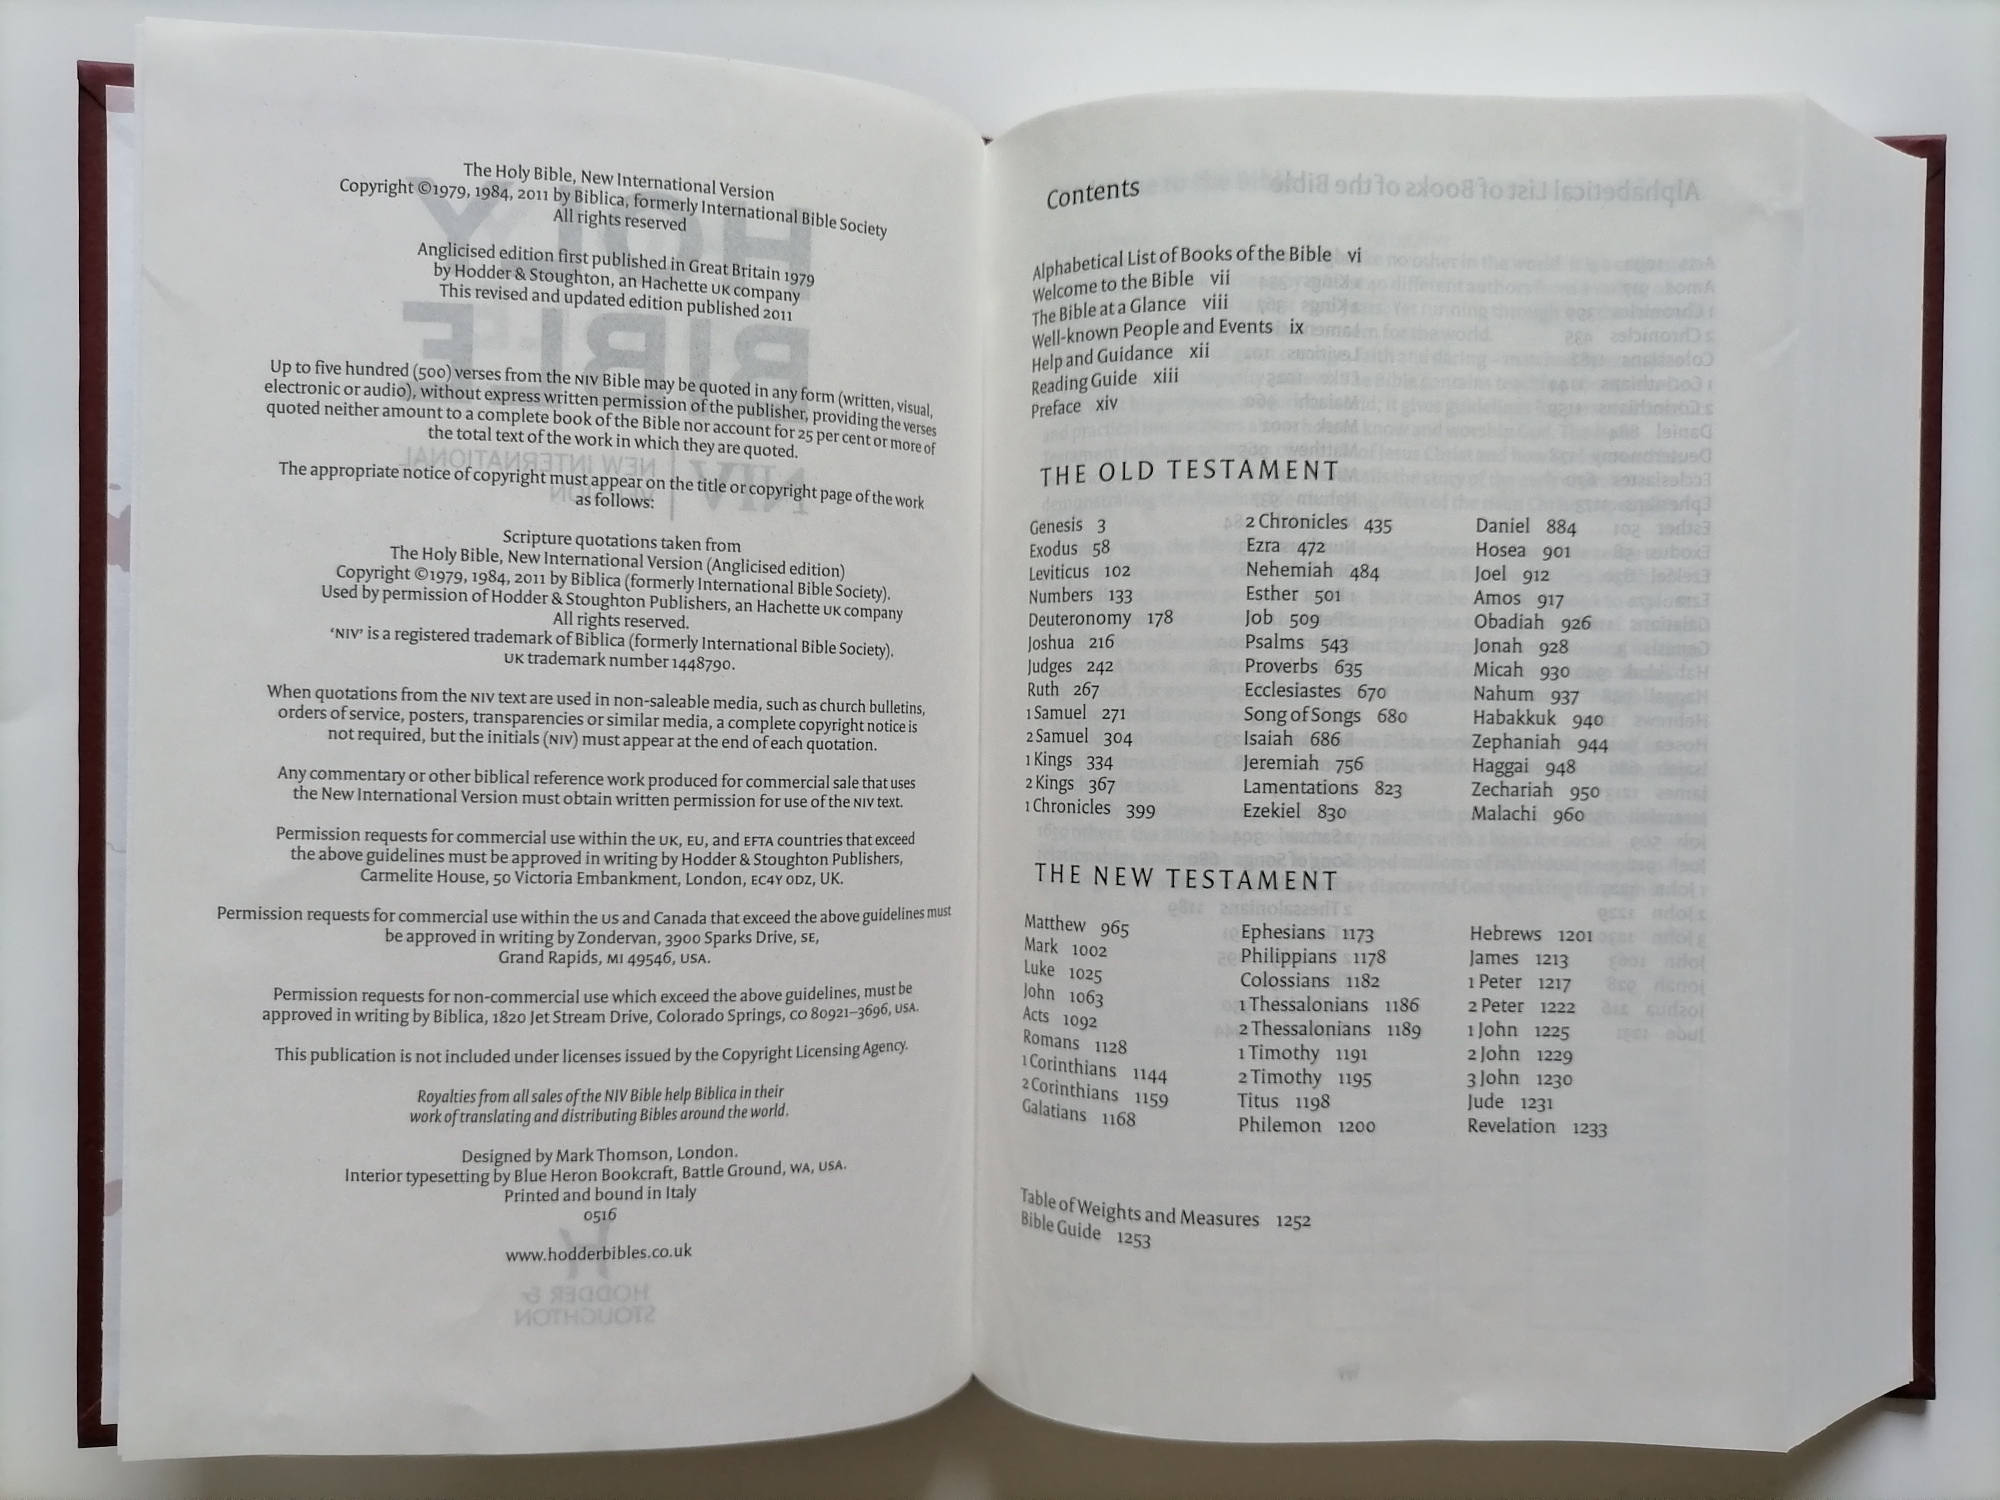 The Holy Bible, New International Version
Copyright ©1979, 1984, 2011 by Biblica, formerly International Bible Society
All rights reserved
Anglicised edition first published in Great Britain 1979
by Hodder & Stoughton, an Hachette UK company
This revised and updated edition published 2011
Up to five hundred (500) verses from the NIV Bible may be quoted in any form (written, visual,
electronic or audio), without express written permission of the publisher, providing the verses
quoted neither amount to a complete book of the Bible nor account for 25 per cent or more of
the total text of the work in which they are quoted.
The appropriate notice of copyright must appear on the title or copyright page of the work
as follows:
Scripture quotations taken from
The Holy Bible, New International Version (Anglicised edition)
Copyright ©1979, 1984, 2011 by Biblica (formerly International Bible Society).
Used by permission of Hodder & Stoughton Publishers, an Hachette UK company
All rights reserved.
‘NIV’ is a registered trademark of Biblica (formerly International Bible Society).
UK trademark number 1448790.
When quotations from the NIV text are used in non-saleable media, such as church bulletins,
orders of service, posters, transparencies or similar media, a complete copyright notice is
not required, but the initials (NIV) must appear at the end of each quotation.
Any commentary or other biblical reference work produced for commercial sale that uses
the New International Version must obtain written permission for use of the NIV text.
Permission requests for commercial use within the UK, EU, and EFTA countries that exceed
the above guidelines must be approved in writing by Hodder & Stoughton Publishers,
Carmelite House, 50 Victoria Embankment, London, EC4Y 0DZ, UK.
Permission requests for commercial use within the US and Canada that exceed the above guidelines must
be approved in writing by Zondervan, 3900 Sparks Drive, SE,
Grand Rapids, MI 49546, USA.
Permission requests for non-commercial use which exceed the above guidelines, must be
approved in writing by Biblica, 1820 Jet Stream Drive, Colorado Springs, CO 80921–3696, USA.
This publication is not included under licenses issued by the Copyright Licensing Agency.
Royalties from all sales of the NIV Bible help Biblica in their
work of translating and distributing Bibles around the world.
Designed by Mark Thomson, London.
Interior typesetting by Blue Heron Bookcraft, Battle Ground, WA, USA.
Printed and bound in Italy
0516
www.hodderbibles.co.uk
Contents
Alphabetical List of Books of the Bible vi
Welcome to the Bible vii
The Bible at a Glance viii
Well-known People and Events ix
Help and Guidance xii
Reading Guide xiii
Preface xiv
THE OLD TESTAMENT
Genesis 3
Exodus 58
Leviticus 102
Numbers 133
Deuteronomy 178
Joshua 216
Judges 242
Ruth 267
1 Samuel 271
2 Samuel 304
1 Kings 334
2 Kings 367
1 Chronicles 399
2 Chronicles 435
Ezra 472
Nehemiah 484
Esther 501
Job 509
Psalms 543
Proverbs 635
Ecclesiastes 670
Song of Songs 680
Isaiah 686
Jeremiah 756
Lamentations 823
Ezekiel 830
Daniel 884
Hosea 901
Joel 912
Amos 917
Obadiah 926
Jonah 928
Micah 930
Nahum 937
Habakkuk 940
Zephaniah 944
Haggai 948
Zechariah 950
Malachi 960
THE NEW TESTAMENT
Matthew 965
Mark 1002
Luke 1025
John 1063
Acts 1092
Romans 1128
1 Corinthians 1144
2 Corinthians 1159
Galatians 1168
Ephesians 1173
Philippians 1178
Colossians 1182
1 Thessalonians 1186
2 Thessalonians 1189
1 Timothy 1191
2 Timothy 1195
Titus 1198
Philemon 1200
Hebrews 1201
James 1213
1 Peter 1217
2 Peter 1222
1 John 1225
2 John 1229
3 John 1230
Jude 1231
Revelation 1233
Table of Weights and Measures 1252
Bible Guide 1253